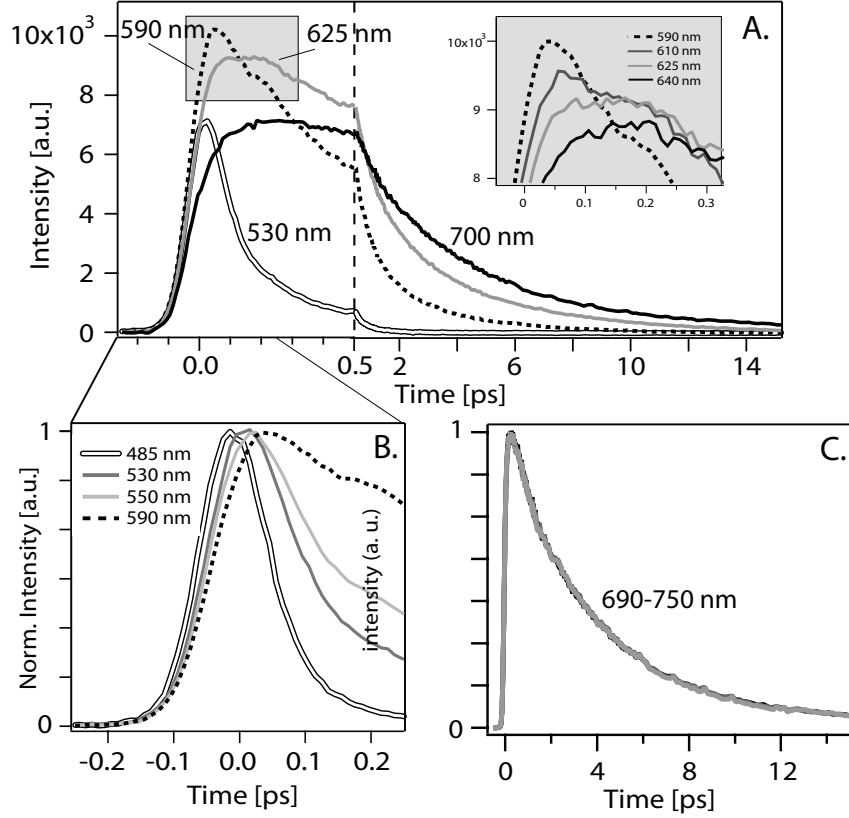 590 nm
625 nm
A.
10x10³
8
6
4
2
0
Intensity [a.u.]
530 nm
700 nm
10x10³
9
8
590 nm
610 nm
625 nm
640 nm
0
0.1
0.2
0.3
0.0
0.5
2
6
10
14
Time [ps]
B.
1
0
Norm. Intensity [a.u.]
485 nm
530 nm
550 nm
590 nm
-0.2
-0.1
0.0
0.1
0.2
Time [ps]
C.
1
0
intensity (a. u.)
690-750 nm
0
4
8
12
Time [ps]